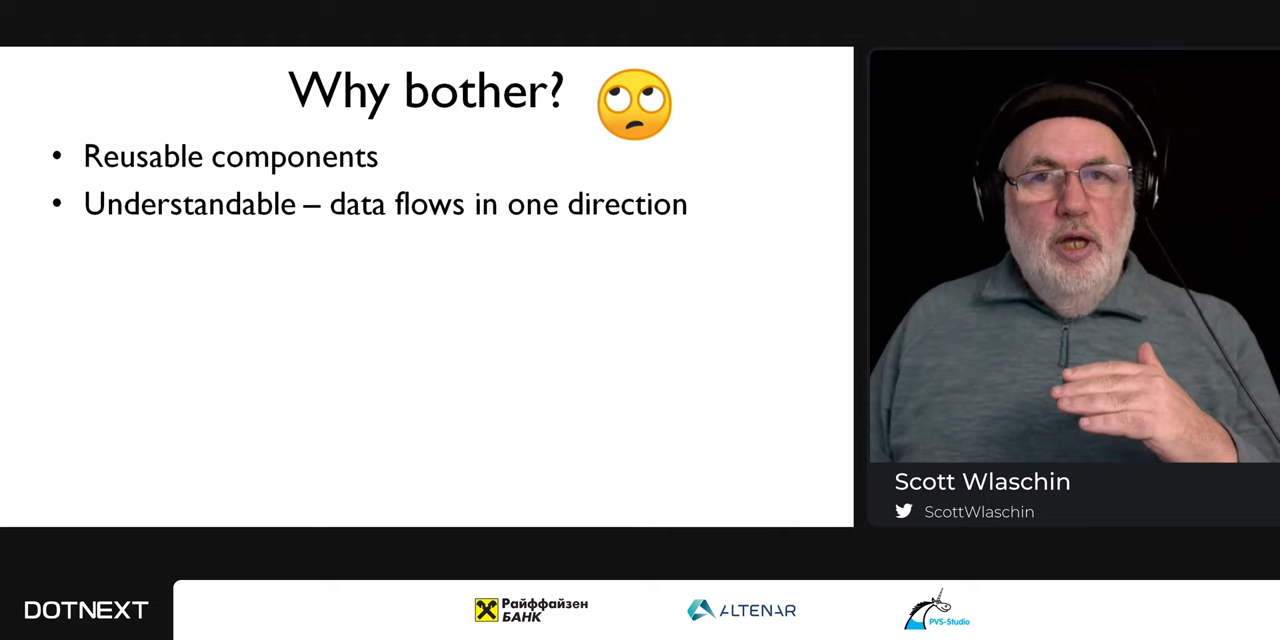 Why bother?
• Reusable components
• Understandable – data flows in one direction
Scott Wlaschin
ScottWlaschin
DOTNEXT
Райффайзен
БАНК
ALTENAR
PVS-Studio